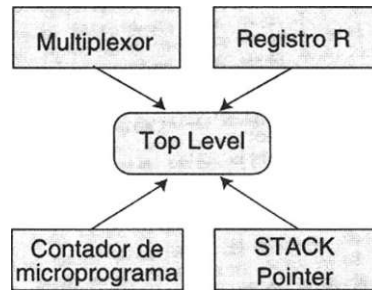 Multiplexor
Registro R
Top Level
Contador de
microprograma
STACK
Pointer